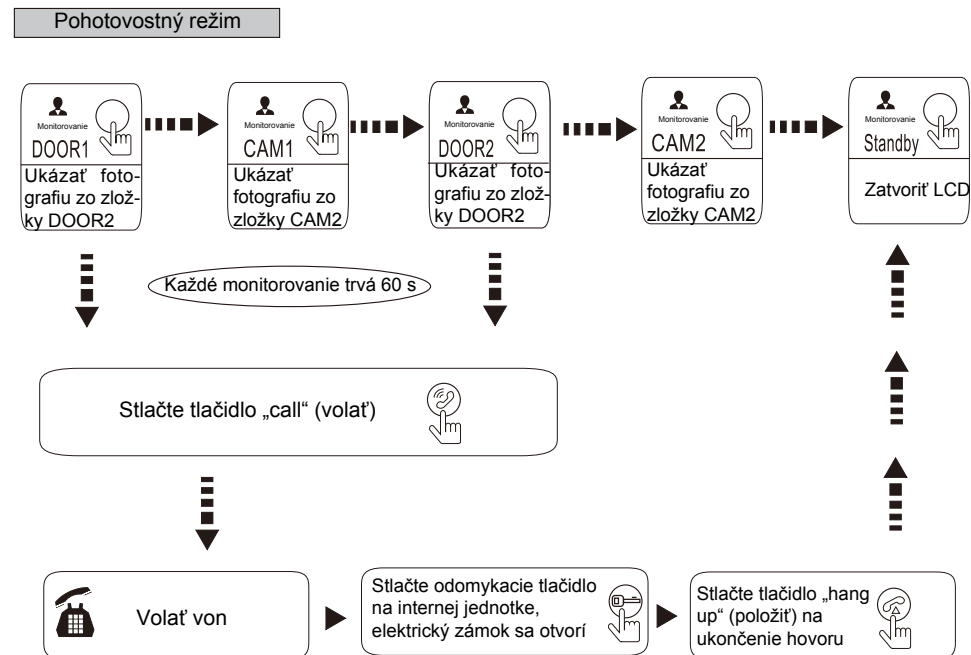 Pohotovostný režim
Monitorovanie
DOOR1
Ukázať foto-
grafiu zo zlož-
ky DOOR2
Monitorovanie
CAM1
Ukázať
fotografiu zo
zložky CAM2
Monitorovanie
DOOR2
Ukázať foto-
grafiu zo zlož-
ky DOOR2
Monitorovanie
CAM2
Ukázať
fotografiu zo
zložky CAM2
Monitorovanie
Standby
Zatvoriť LCD
Každé monitorovanie trvá 60 s
Stlačte tlačidlo „call“ (volať)
Volať von
Stlačte odomykacie tlačidlo
na internej jednotke,
elektrický zámok sa otvorí
Stlačte tlačidlo „hang
up“ (položiť) na
ukončenie hovoru